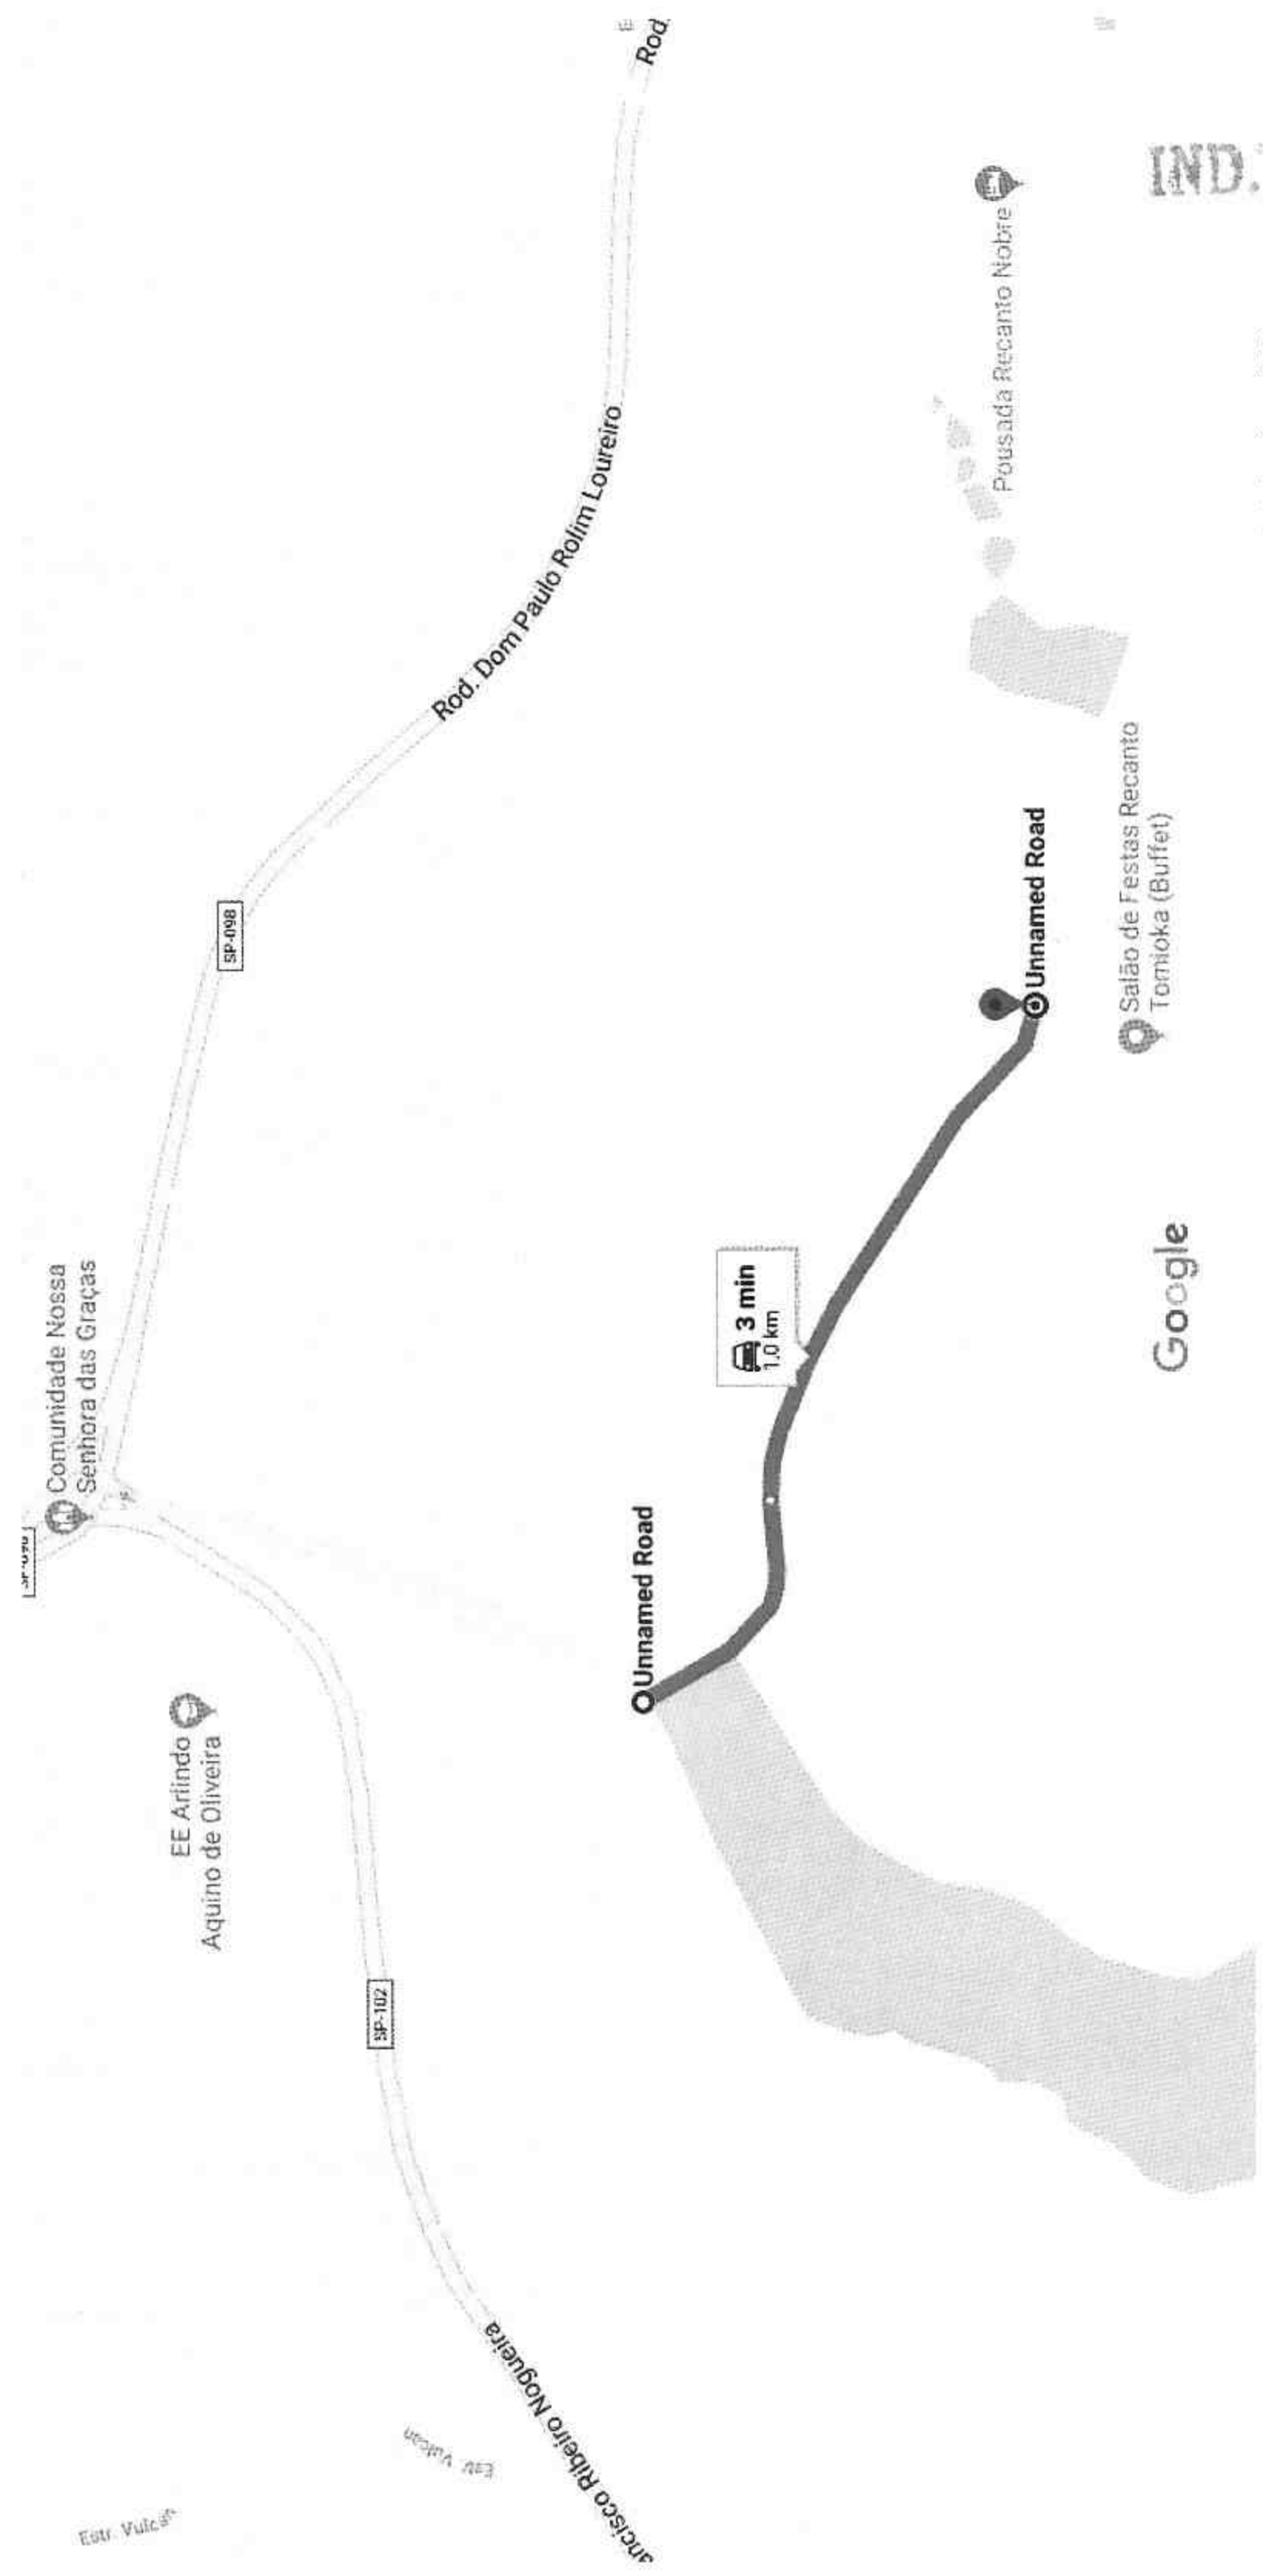 Estr. Vulcan
Estr. Vulcan
ancisco Ribeiro Nogueira
SP-102
EE Arlindo
Aquino de Oliveira
Comunidade Nossa
Senhora das Graças
SP-098
Rod. Dom Paulo Rolim Loureiro
Rod.
Unnamed Road
3 min
1.0 km
Unnamed Road
Salão de Festas Recanto
Tomioka (Buffet)
Pousada Recanto Nobre
Google
IND.